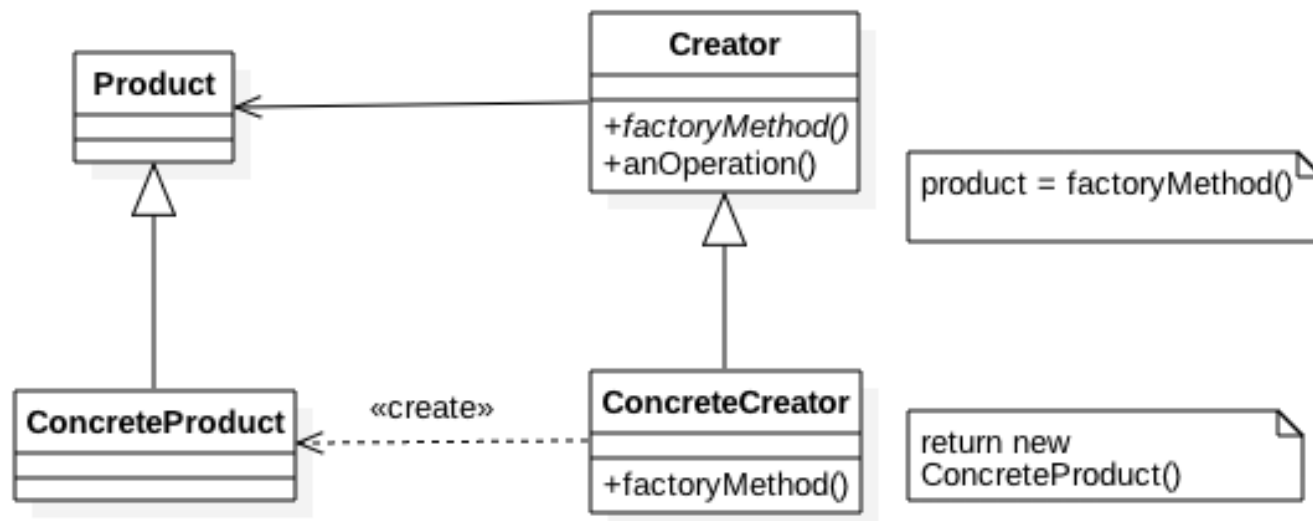 Product
Creator
+factoryMethod()
+anOperation()
product = factoryMethod()
ConcreteProduct
«create»
ConcreteCreator
+factoryMethod()
return new
ConcreteProduct()